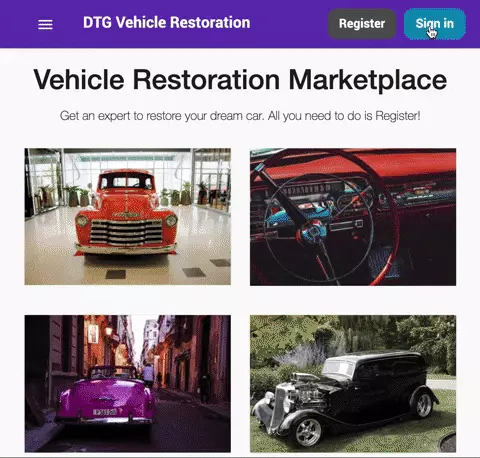 DTG Vehicle Restoration
Register
Sign in
Vehicle Restoration Marketplace
Get an expert to restore your dream car. All you need to do is Register!